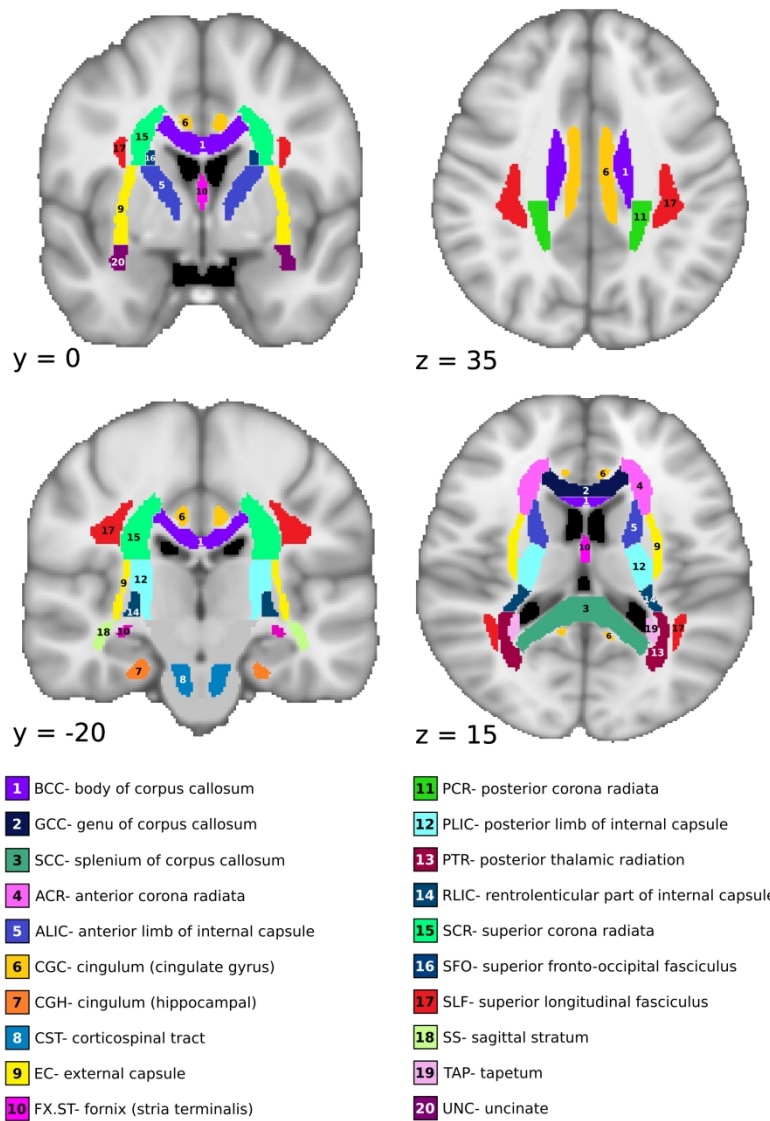 6
15
1
17
16
5
10
9
20
y = 0
6
1
17
11
z = 35
6
17
15
1
9
12
14
18
10
7
8
y = -20
6
2
4
1
5
10
9
12
14
3
17
19
6
13
z = 15
1 BCC- body of corpus callosum
2 GCC- genu of corpus callosum
3 SCC- splenium of corpus callosum
4 ACR- anterior corona radiata
5 ALIC- anterior limb of internal capsule
6 CGC- cingulum (cingulate gyrus)
7 CGH- cingulum (hippocampal)
8 CST- corticospinal tract
9 EC- external capsule
10 FX.ST- fornix (stria terminalis)
11 PCR- posterior corona radiata
12 PLIC- posterior limb of internal capsule
13 PTR- posterior thalamic radiation
14 RLIC- rentrolenticular part of internal capsule
15 SCR- superior corona radiata
16 SFO- superior fronto-occipital fasciculus
17 SLF- superior longitudinal fasciculus
18 SS- sagittal stratum
19 TAP- tapetum
20 UNC- uncinate